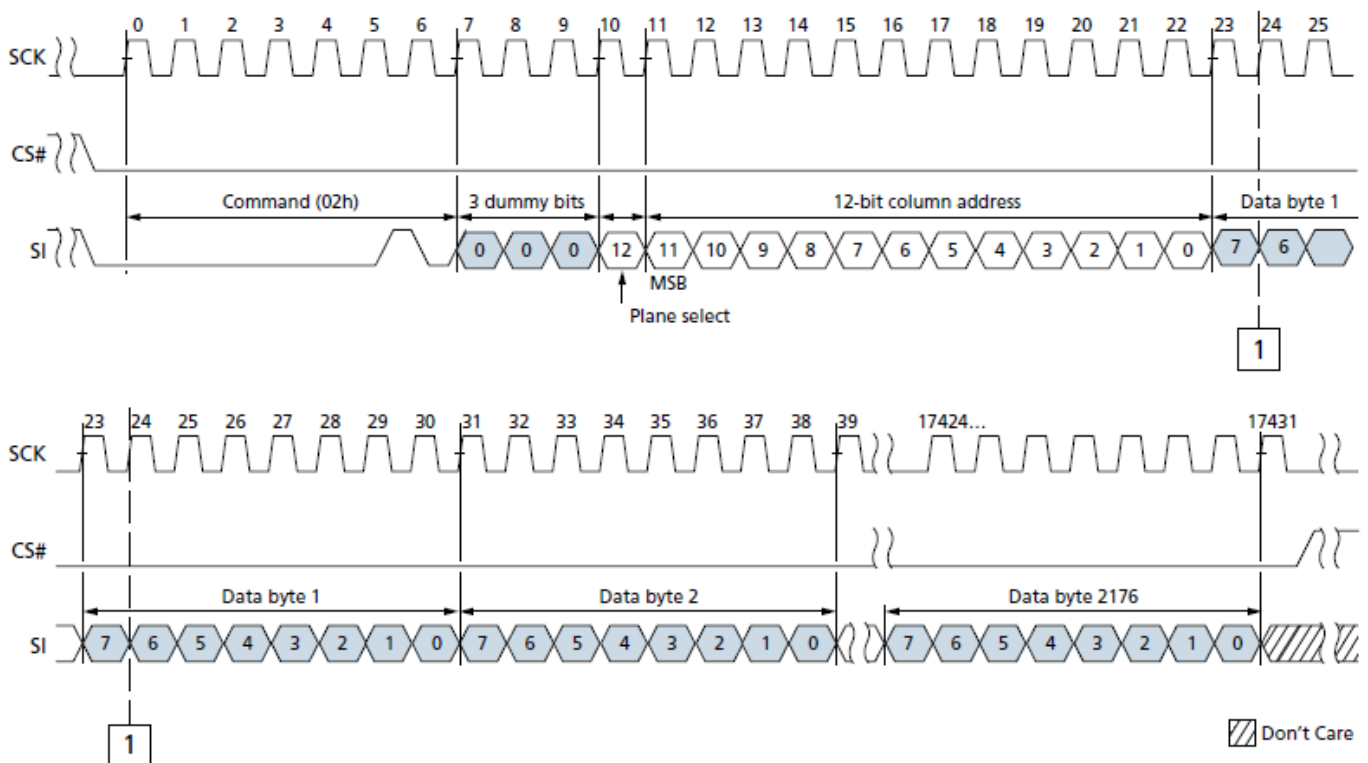 0 1 2 3 4 5 6 7 8 9 10 11 12 13 14 15 16 17 18 19 20 21 22 23 24 25
SCK
CS#
Command (02h) 3 dummy bits 12-bit column address Data byte 1
SI 0 0 0 12 11 10 9 8 7 6 5 4 3 2 1 0 7 6
MSB
Plane select
1
23 24 25 26 27 28 29 30 31 32 33 34 35 36 37 38 39 17424... 17431
SCK
CS#
Data byte 1 Data byte 2 Data byte 2176
SI 7 6 5 4 3 2 1 0 7 6 5 4 3 2 1 0 7 6 5 4 3 2 1 0
1
Don't Care